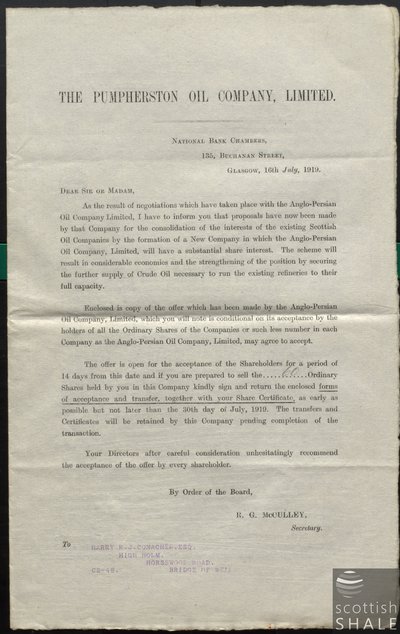 THE PUMPHERSTON OIL COMPANY, LIMITED.
NATIONAL BANK CHAMBERS,
135, BUCHANAN STREET,
GLASGOW, 16th July, 1919.
DEAR SIR OR MADAM,
As the result of negotiations which have taken place with the Anglo-Persian
Oil Company Limited, I have to inform you that proposals have now been made
by that Company for the consolidation of the interests of the existing Scottish
Oil Companies by the formation of a New Company in which the Anglo-Persian
Oil Company, Limited, will have a substantial share interest. The scheme will
result in considerable economies and the strengthening of the position by securing
the further supply of Crude Oil necessary to run the existing refineries to their
full capacity.
Enclosed is copy of the offer which has been made by the Anglo-Persian
Oil Company, Limited, which you will note is conditional on its acceptance by the
holders of all the Ordinary Shares of the Companies or such less number in each
Company as the Anglo-Persian Oil Company, Limited, may agree to accept.
The offer is open for the acceptance of the Shareholders for a period of
14 days from this date and if you are prepared to sell the ............ Ordinary
Shares held by you in this Company kindly sign and return the enclosed forms
of acceptance and transfer, together with your Share Certificate, as early as
possible but not later than the 30th day of July, 1919. The transfers and
Certificates will be retained by this Company pending completion of the
transaction.
Your Directors after careful consideration unhesitatingly recommend
the acceptance of the offer by every shareholder.
By Order of the Board,
R. G. McCULLEY,
Secretary.
To
HARRY R.J.CONACHER,ESQ.
HIGH HOLM,
ROAD,
BRIDGE OF
scottish
SHALE